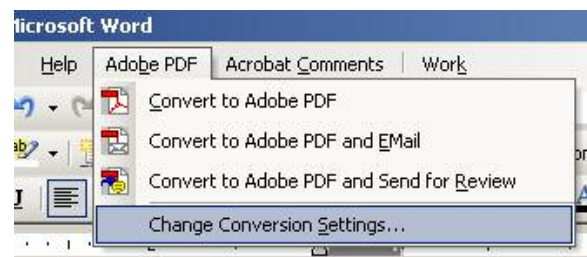 Microsoft Word
Help Adobe PDF Acrobat Comments Work
Convert to Adobe PDF
Convert to Adobe PDF and EMail
Convert to Adobe PDF and Send for Review
Change Conversion Settings...